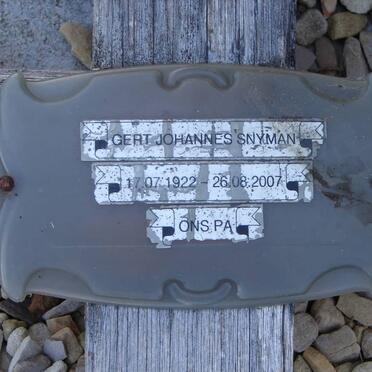 GERT JOHANNES SNYMAN
17.07.1922 - 26.08.2007
ONS PA